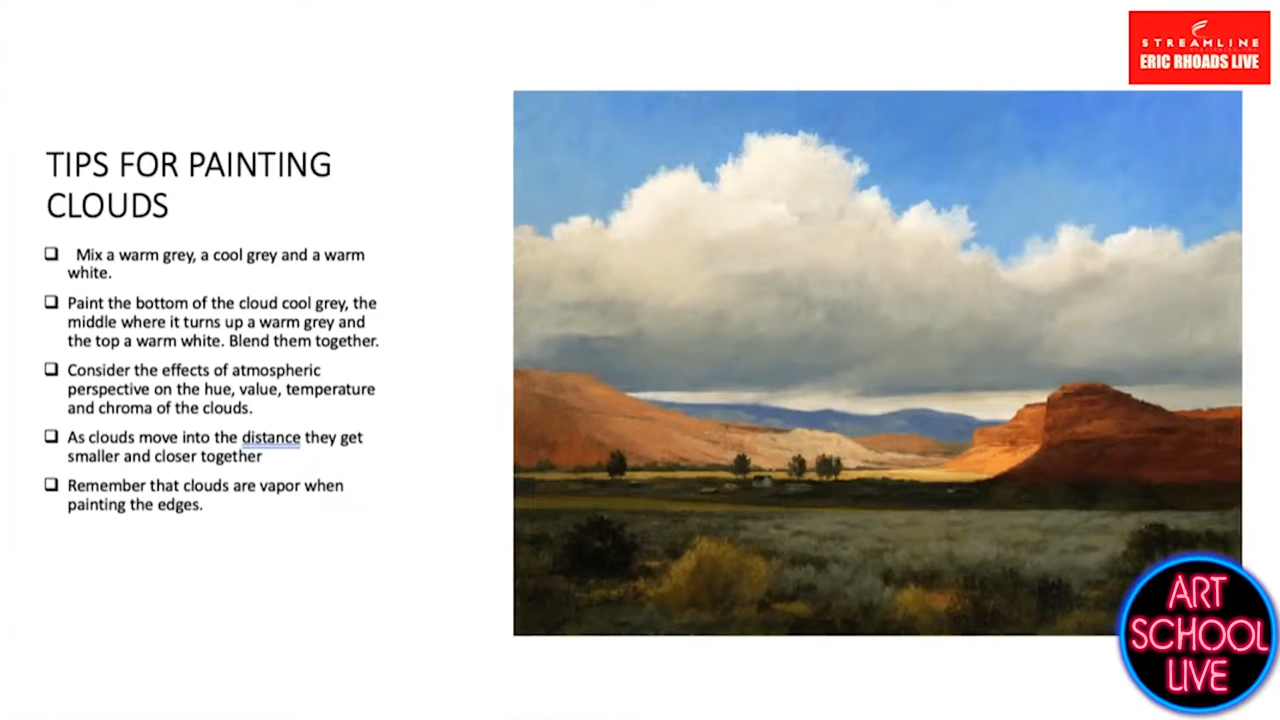 STREAMLINE
ERIC RHOADS LIVE
TIPS FOR PAINTING
CLOUDS
Mix a warm grey, a cool grey and a warm
white.
Paint the bottom of the cloud cool grey, the
middle where it turns up a warm grey and
the top a warm white. Blend them together.
Consider the effects of atmospheric
perspective on the hue, value, temperature
and chroma of the clouds.
As clouds move into the distance they get
smaller and closer together
Remember that clouds are vapor when
painting the edges.
ART
SCHOOL
LIVE